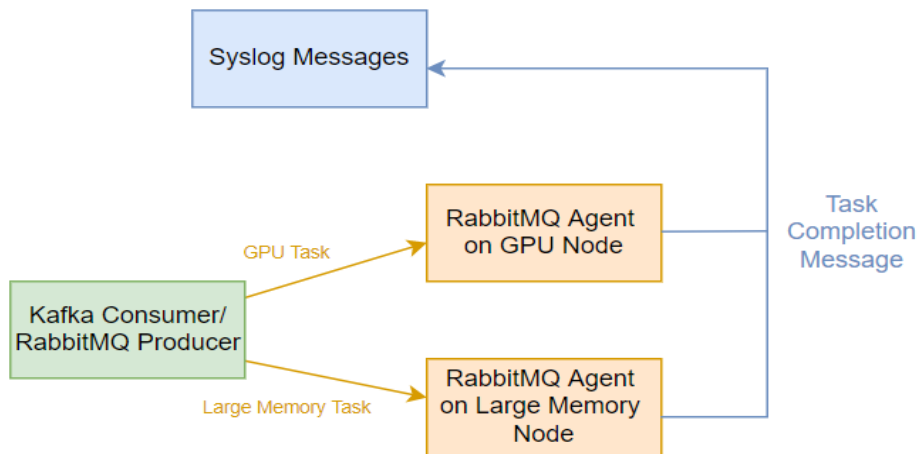 Syslog Messages
RabbitMQ Agent
on GPU Node
Task
Completion
Message
GPU Task
Kafka Consumer/
RabbitMQ Producer
Large Memory Task
RabbitMQ Agent
on Large Memory
Node